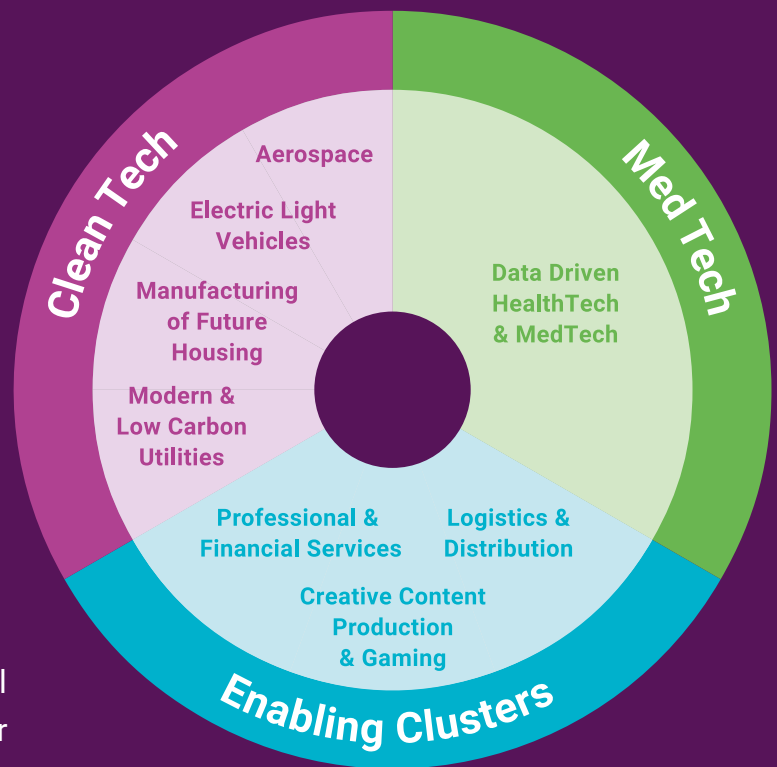 Clean Tech
Aerospace
Electric Light
Vehicles
Manufacturing
of Future
Housing
Modern &
Low Carbon
Utilities
Med Tech
Data Driven
HealthTech
& MedTech
Professional &
Financial Services
Logistics &
Distribution
Creative Content
Production
& Gaming
Enabling Clusters
l
r